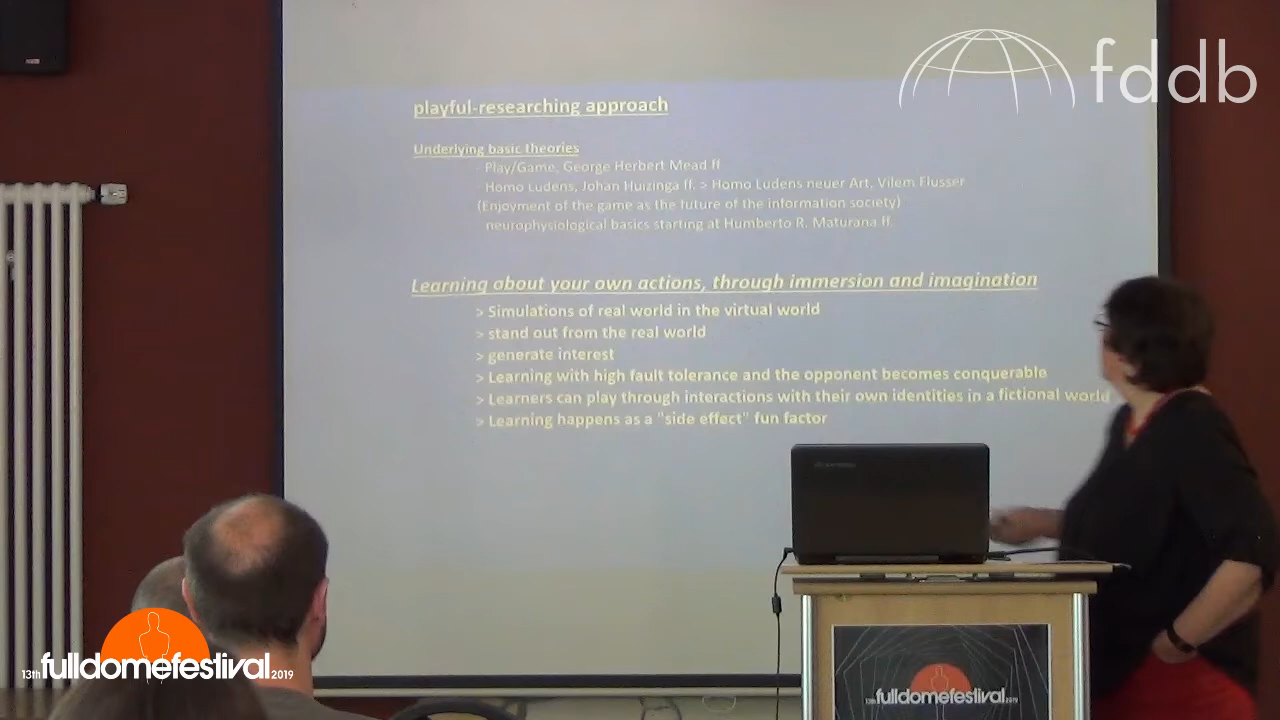 fddb
playful-researching approach
Underlying basic theories
- Play/Game, George Herbert Mead ff
- Homo Ludens, Johan Huizinga ff. > Homo Ludens neuer Art, Vilem Flusser
(Enjoyment of the game as the future of the information society)
neurophysiological basics starting at Humberto R. Maturana ff.
Learning about your own actions, through immersion and imagination
> Simulations of real world in the virtual world
> stand out from the real world
> generate interest
> Learning with high fault tolerance and the opponent becomes conquerable
> Learners can play through interactions with their own identities in a fictional world
> Learning happens as a "side effect" fun factor
13th fulldomefestival 2019
13th fulldomefestival 2019